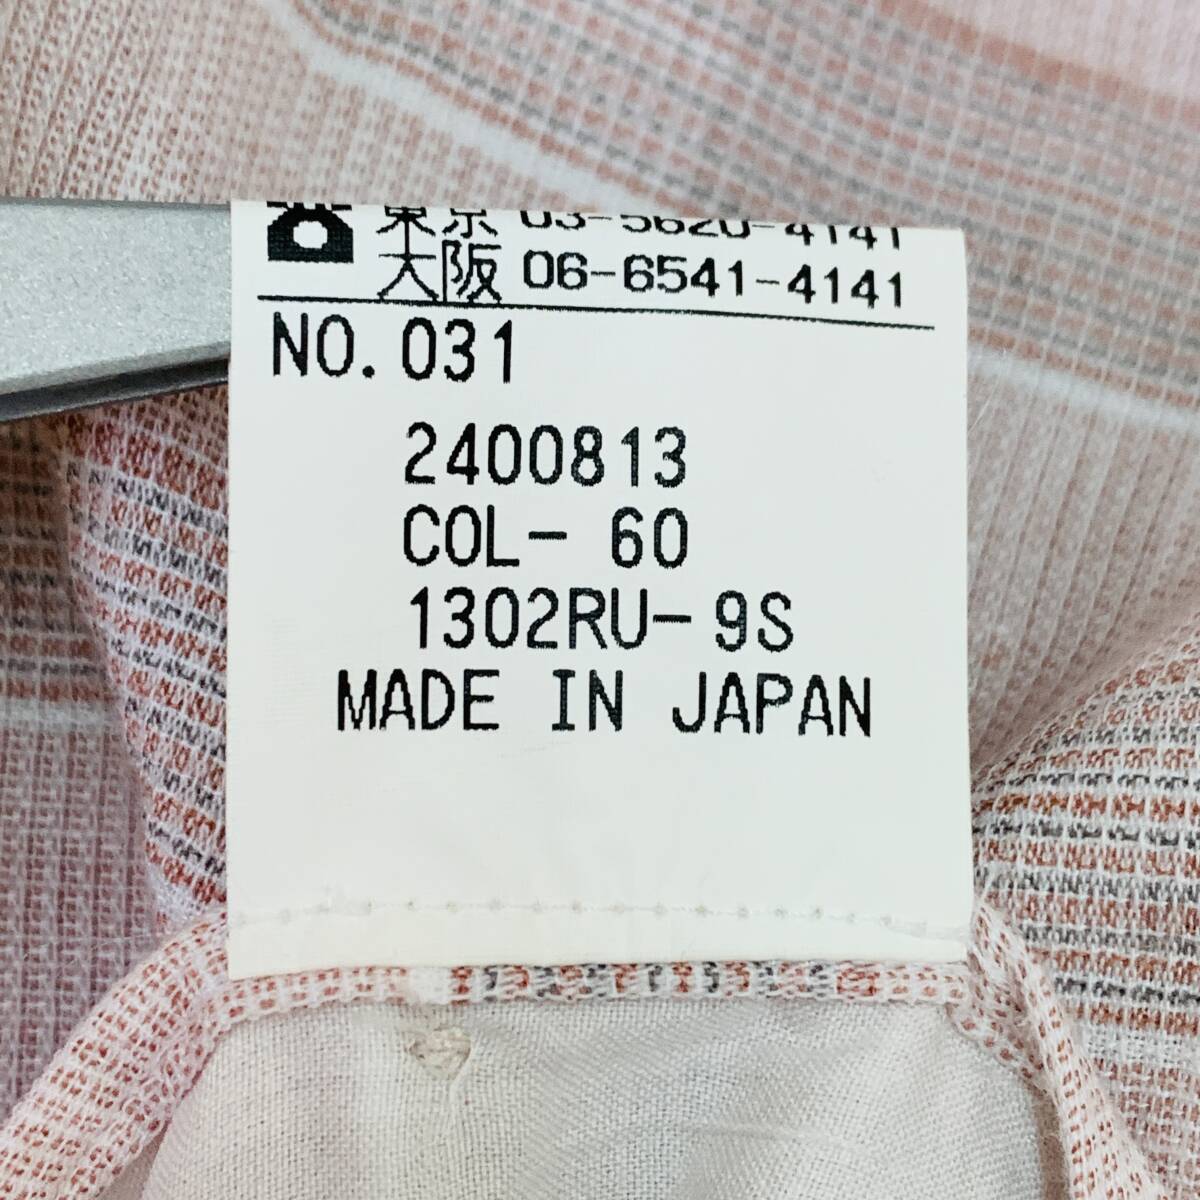 ☎ 東京 03-5620-4141
大阪 06-6541-4141
NO. 031
2400813
COL- 60
1302RU-9S
MADE IN JAPAN